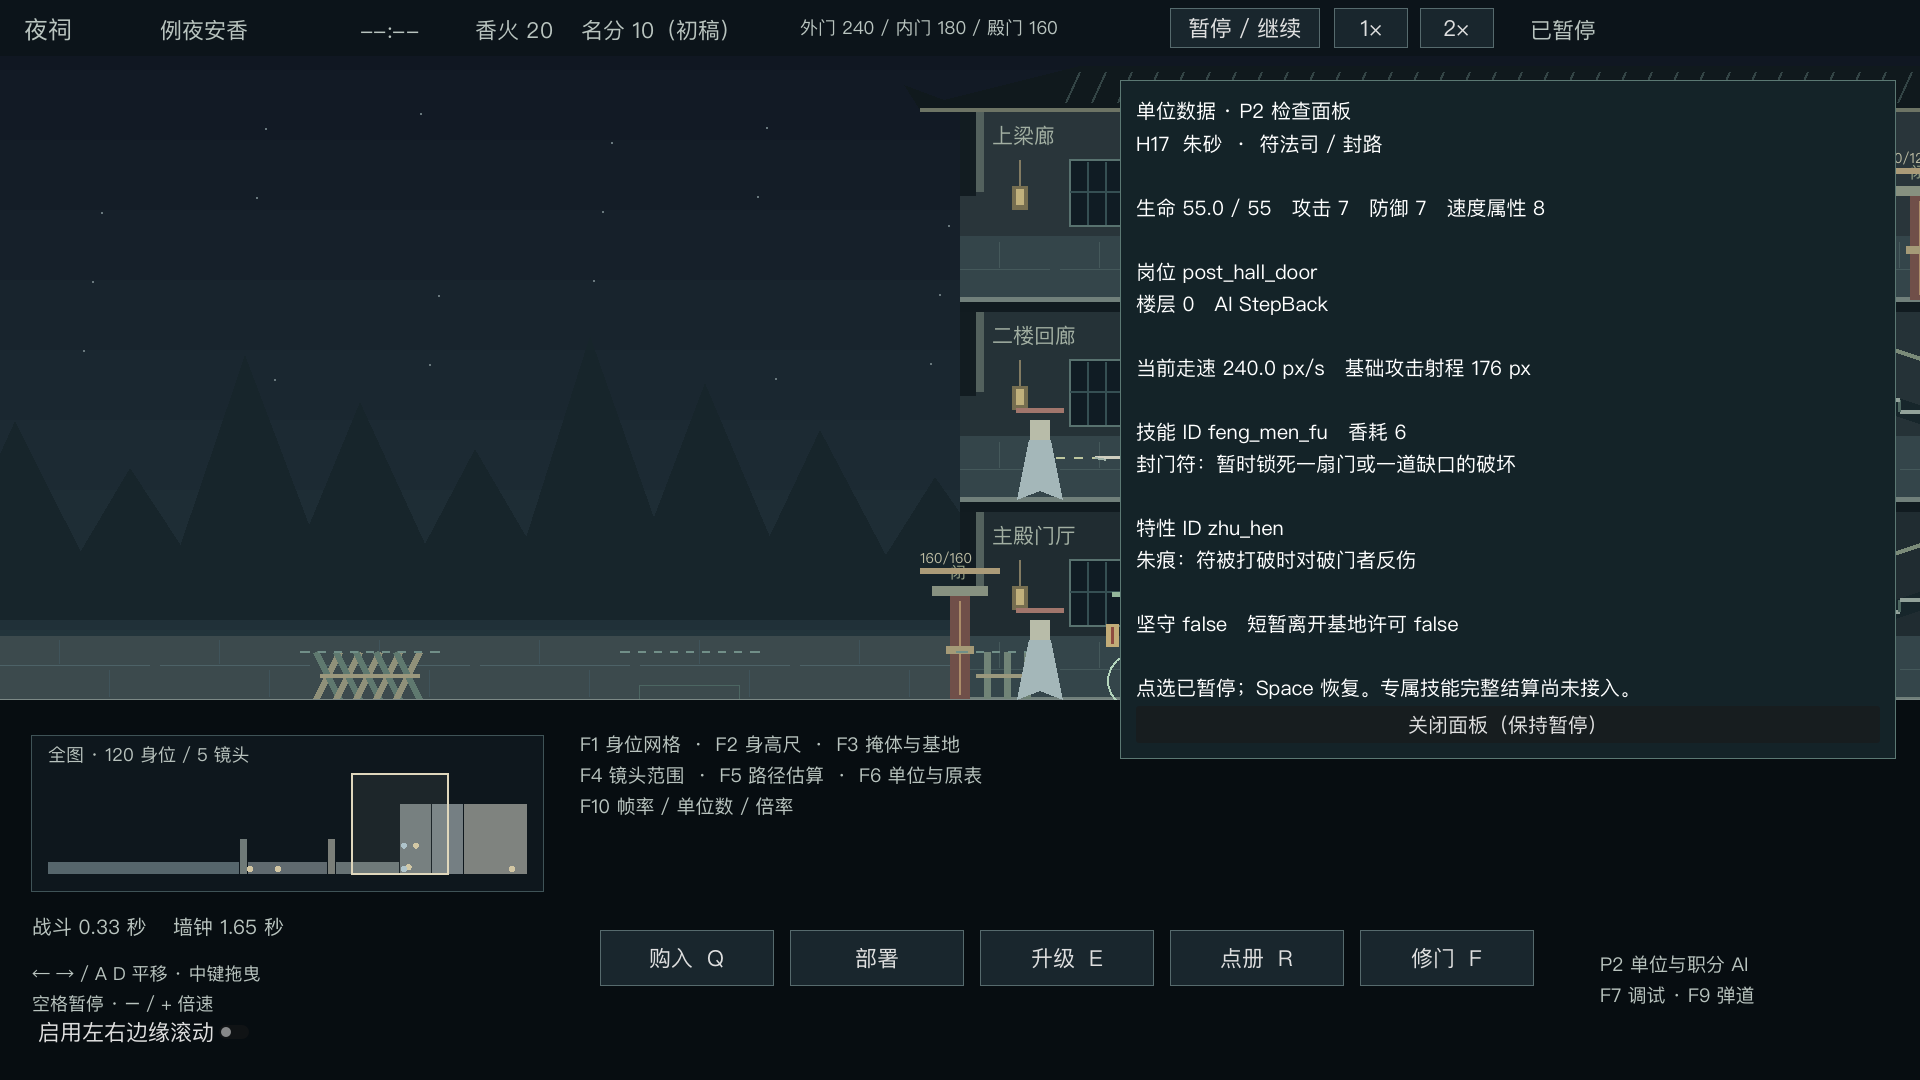 夜祠 例夜安香 --:-- 香火 20 名分 10（初稿） 外门 240 / 内门 180 / 殿门 160 暂停 / 继续 1× 2× 已暂停
单位数据 · P2 检查面板
H17 朱砂 · 符法司 / 封路
生命 55.0 / 55 攻击 7 防御 7 速度属性 8
岗位 post_hall_door
楼层 0 AI StepBack
当前走速 240.0 px/s 基础攻击射程 176 px
技能 ID feng_men_fu 香耗 6
封门符：暂时锁死一扇门或一道缺口的破坏
特性 ID zhu_hen
朱痕：符被打破时对破门者反伤
坚守 false 短暂离开基地许可 false
点选已暂停；Space 恢复。专属技能完整结算尚未接入。
关闭面板（保持暂停）
上梁廊
二楼回廊
主殿门厅
160/160
闭
0/12
全图 · 120 身位 / 5 镜头
F1 身位网格 · F2 身高尺 · F3 掩体与基地
F4 镜头范围 · F5 路径估算 · F6 单位与原表
F10 帧率 / 单位数 / 倍率
战斗 0.33 秒 墙钟 1.65 秒
←→ / A D 平移 · 中键拖曳
空格暂停 · − / + 倍速
启用左右边缘滚动
购入 Q
部署
升级 E
点册 R
修门 F
P2 单位与职分 AI
F7 调试 · F9 弹道